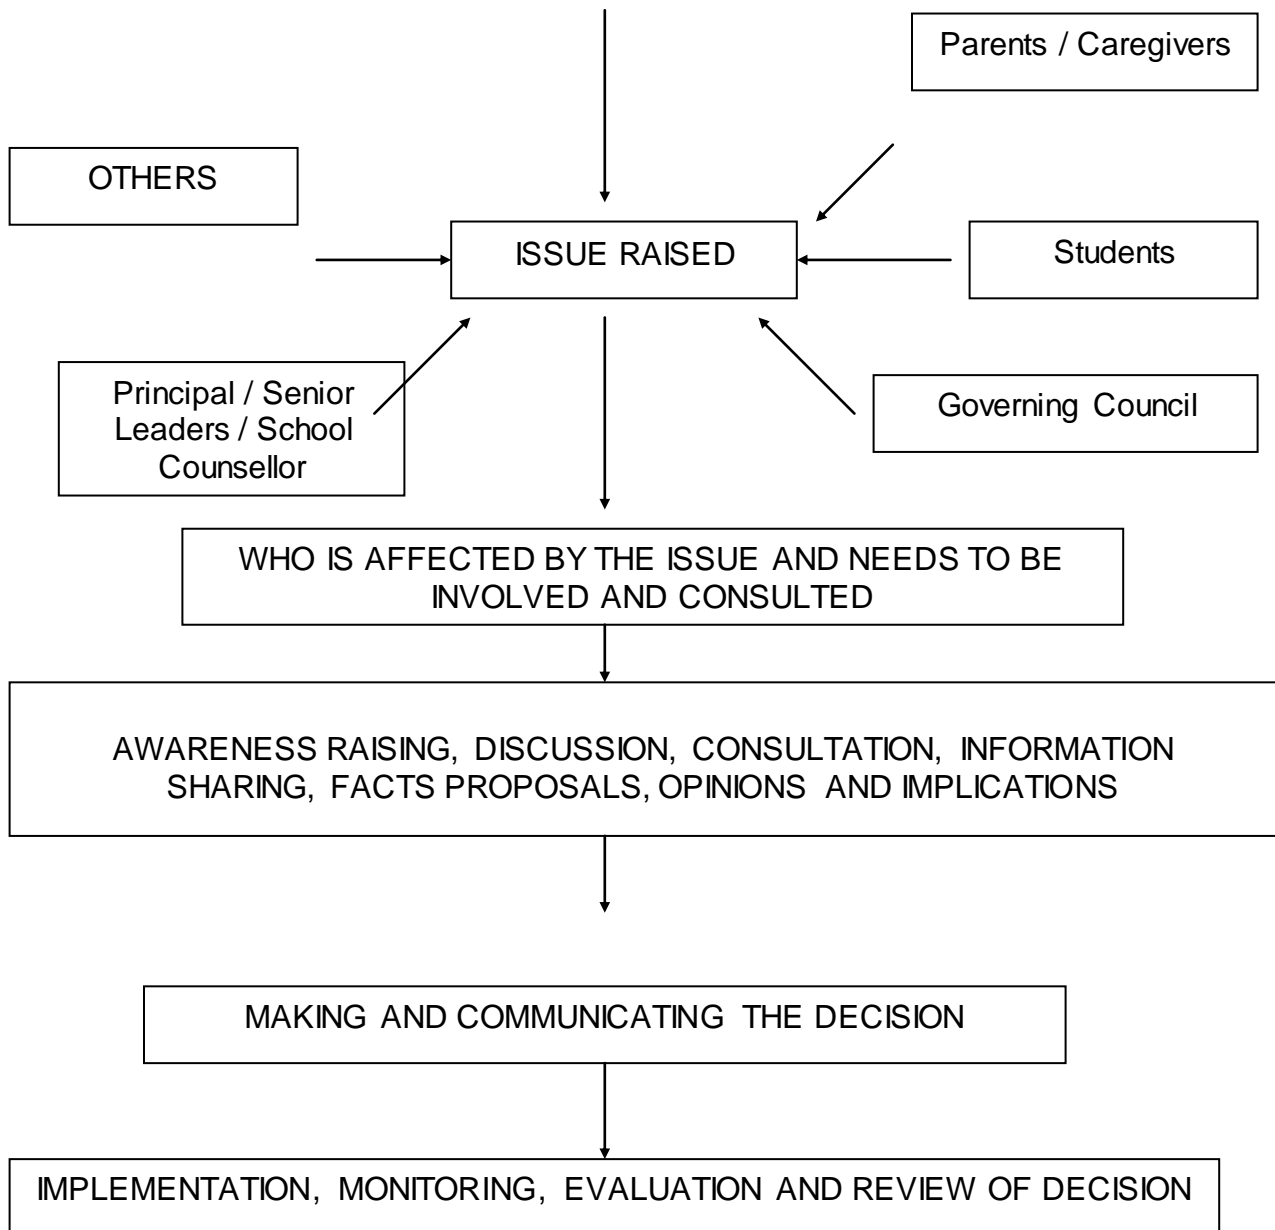 Parents / Caregivers
OTHERS
ISSUE RAISED
Students
Principal / Senior
Leaders / School
Counsellor
Governing Council
WHO IS AFFECTED BY THE ISSUE AND NEEDS TO BE
INVOLVED AND CONSULTED
AWARENESS RAISING, DISCUSSION, CONSULTATION, INFORMATION
SHARING, FACTS PROPOSALS, OPINIONS AND IMPLICATIONS
MAKING AND COMMUNICATING THE DECISION
IMPLEMENTATION, MONITORING, EVALUATION AND REVIEW OF DECISION